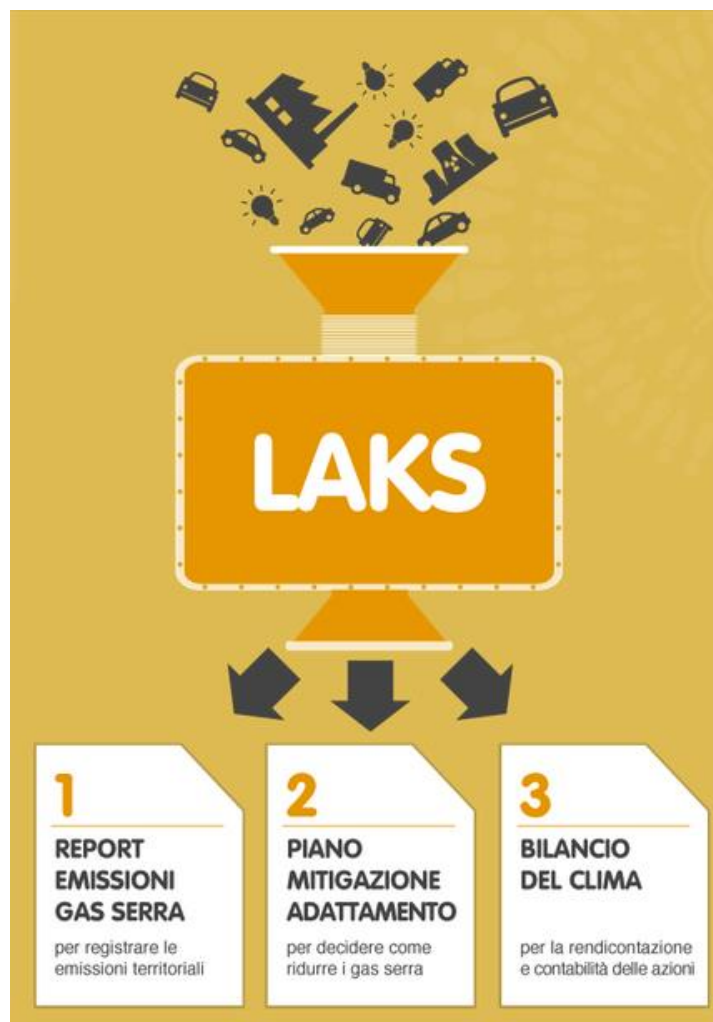 LAKS
1
REPORT
EMISSIONI
GAS SERRA
per registrare le
emissioni territoriali
2
PIANO
MITIGAZIONE
ADATTAMENTO
per decidere come
ridurre i gas serra
3
BILANCIO
DEL CLIMA
per la rendicontazione
e contabilità delle azioni